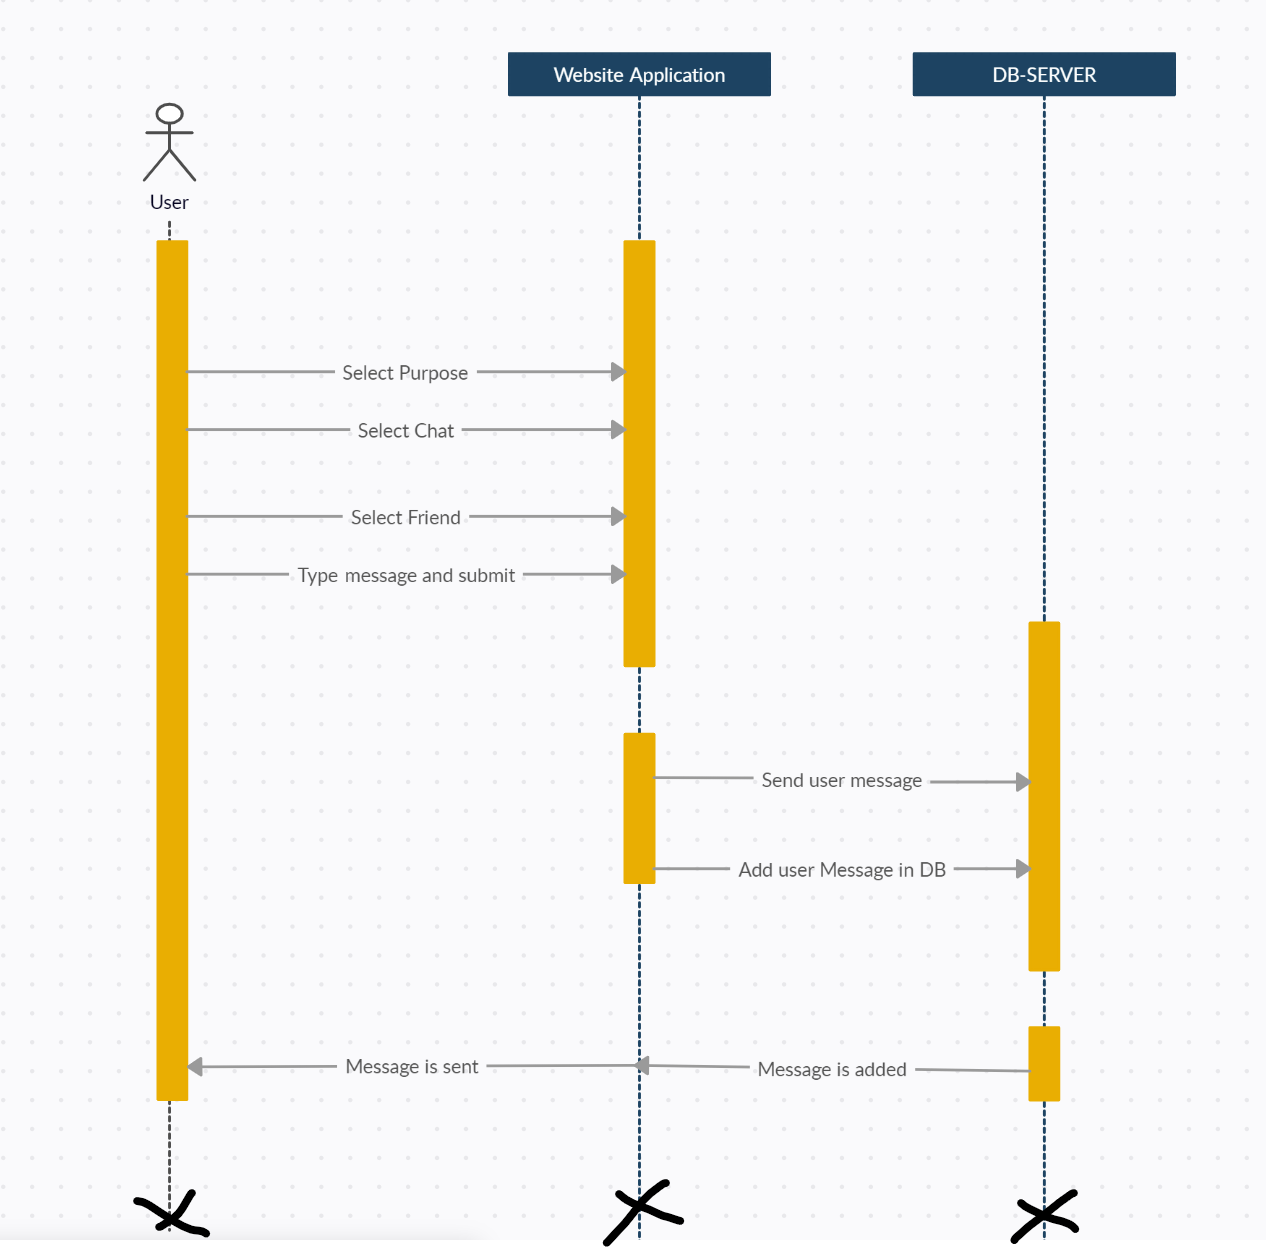 Website Application
DB-SERVER
User
Select Purpose
Select Chat
Select Friend
Type message and submit
Send user message
Add user Message in DB
Message is sent
Message is added